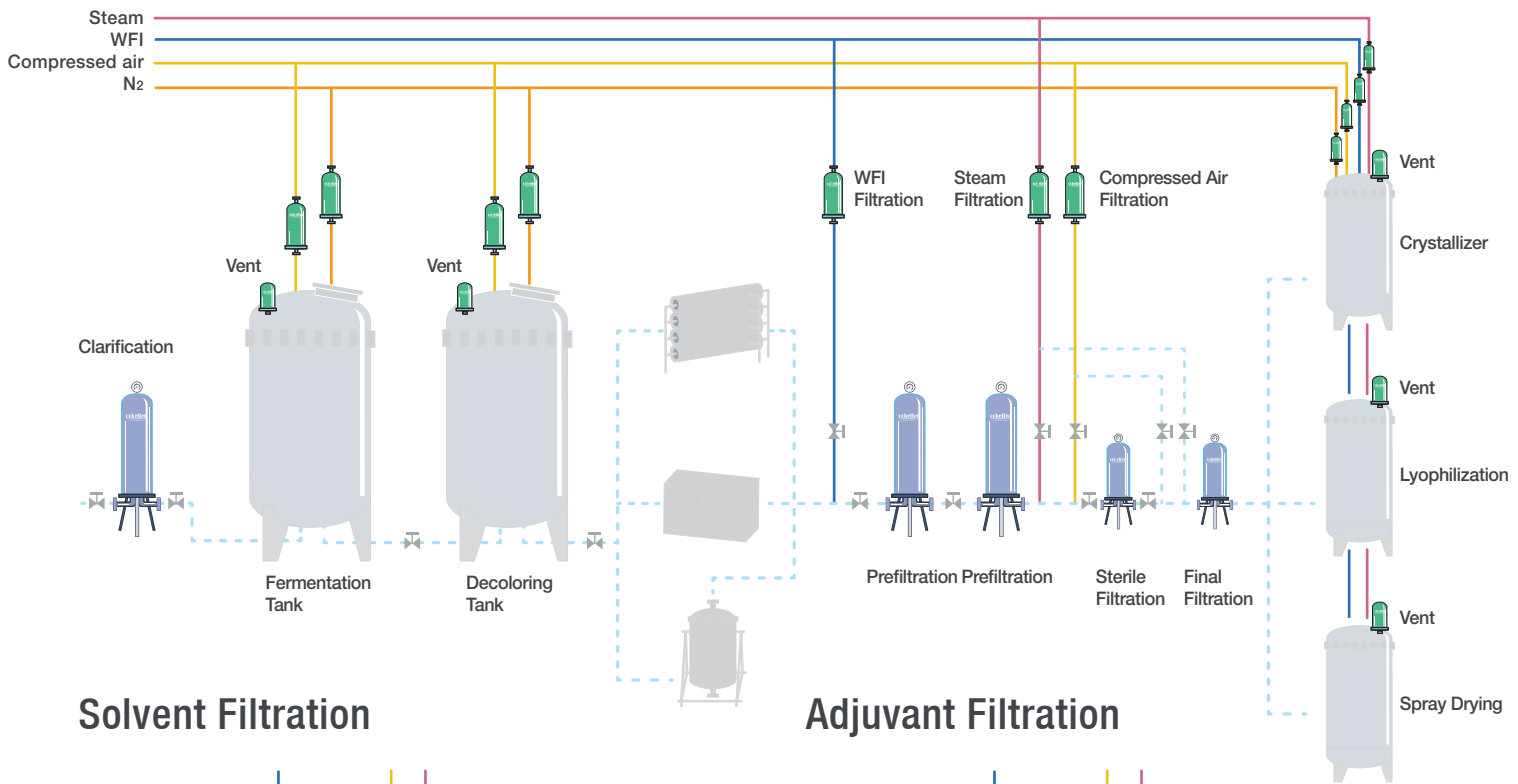 Steam
WFI
Compressed air
N2
Vent
WFI
Filtration
Steam
Filtration
Compressed Air
Filtration
Crystallizer
Vent
Vent
Clarification
Vent
Lyophilization
Fermentation
Tank
Decoloring
Tank
Prefiltration Prefiltration
Sterile
Filtration
Final
Filtration
Vent
Spray Drying
Solvent Filtration
Adjuvant Filtration